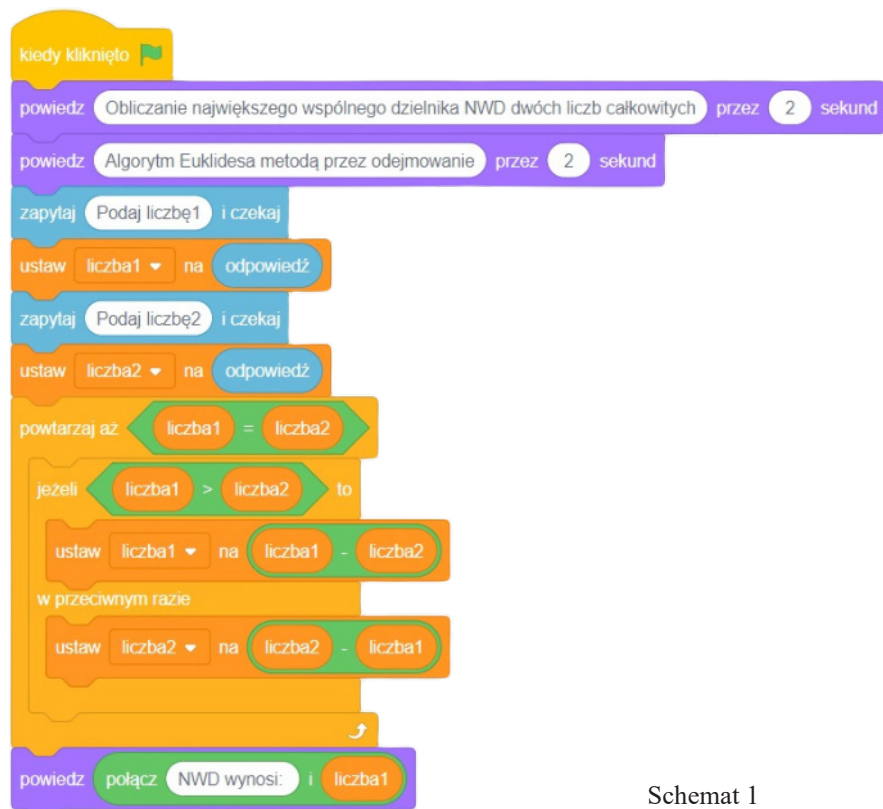 kiedy kliknięto
powiedz Obliczanie największego wspólnego dzielnika NWD dwóch liczb całkowitych przez 2 sekund
powiedz Algorytm Euklidesa metodą przez odejmowanie przez 2 sekund
zapytaj Podaj liczbę1 i czekaj
ustaw liczba1 na odpowiedź
zapytaj Podaj liczbę2 i czekaj
ustaw liczba2 na odpowiedź
powtarzaj aż liczba1 = liczba2
jeżeli liczba1 > liczba2 to
ustaw liczba1 na liczba1 - liczba2
w przeciwnym razie
ustaw liczba2 na liczba2 - liczba1
powiedz połącz NWD wynosi: i liczba1
Schemat 1